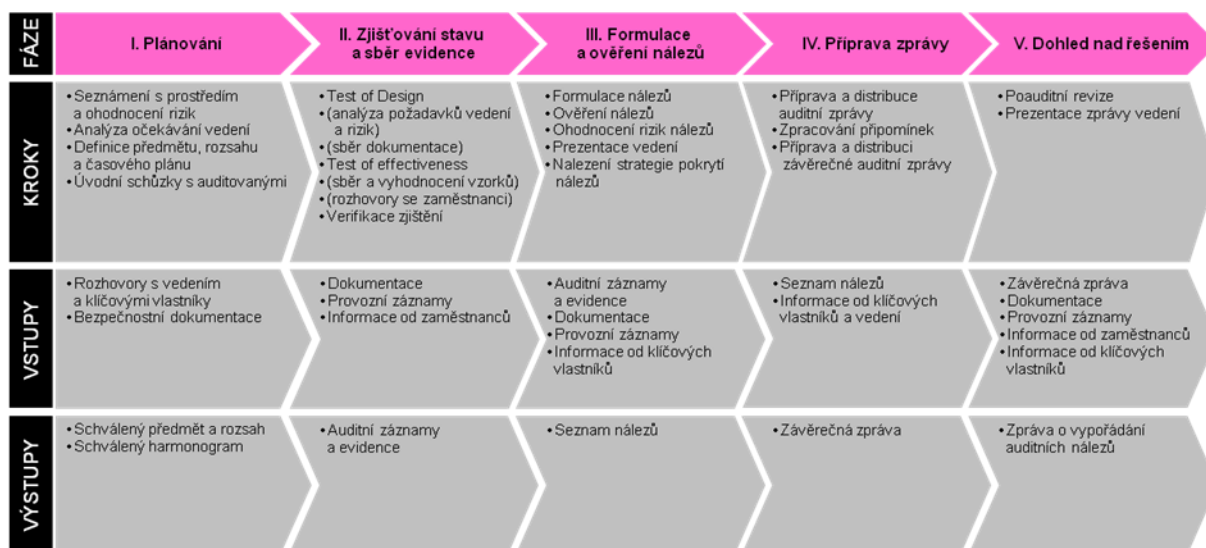 FÁZE
I. Plánování
II. Zjišťování stavu
a sběr evidence
III. Formulace
a ověření nálezů
IV. Příprava zprávy
V. Dohled nad řešením
KROKY
• Seznámení s prostředím
a ohodnocení rizik
• Analýza očekávání vedení
• Definice předmětu, rozsahu
a časového plánu
• Úvodní schůzky s auditovanými
• Test of Design
• (analýza požadavků vedení
a rizik)
• (sběr dokumentace)
• Test of effectiveness
• (sběr a vyhodnocení vzorků)
• (rozhovory se zaměstnanci)
• Verifikace zjištění
• Formulace nálezů
• Ověření nálezů
• Ohodnocení rizik nálezů
• Prezentace vedení
• Nalezení strategie pokrytí
nálezů
• Příprava a distribuce
auditní zprávy
• Zpracování připomínek
• Příprava a distribuci
závěrečné auditní zprávy
• Poauditní revize
• Prezentace zprávy vedení
VSTUPY
• Rozhovory s vedením
a klíčovými vlastníky
• Bezpečnostní dokumentace
• Dokumentace
• Provozní záznamy
• Informace od zaměstnanců
• Auditní záznamy
a evidence
• Dokumentace
• Provozní záznamy
• Informace od klíčových
vlastníků
• Seznam nálezů
• Informace od klíčových
vlastníků a vedení
• Závěrečná zpráva
• Dokumentace
• Provozní záznamy
• Informace od zaměstnanců
• Informace od klíčových
vlastníků
VÝSTUPY
• Schválený předmět a rozsah
• Schválený harmonogram
• Auditní záznamy
a evidence
• Seznam nálezů
• Závěrečná zpráva
• Zpráva o vypořádání
auditních nálezů